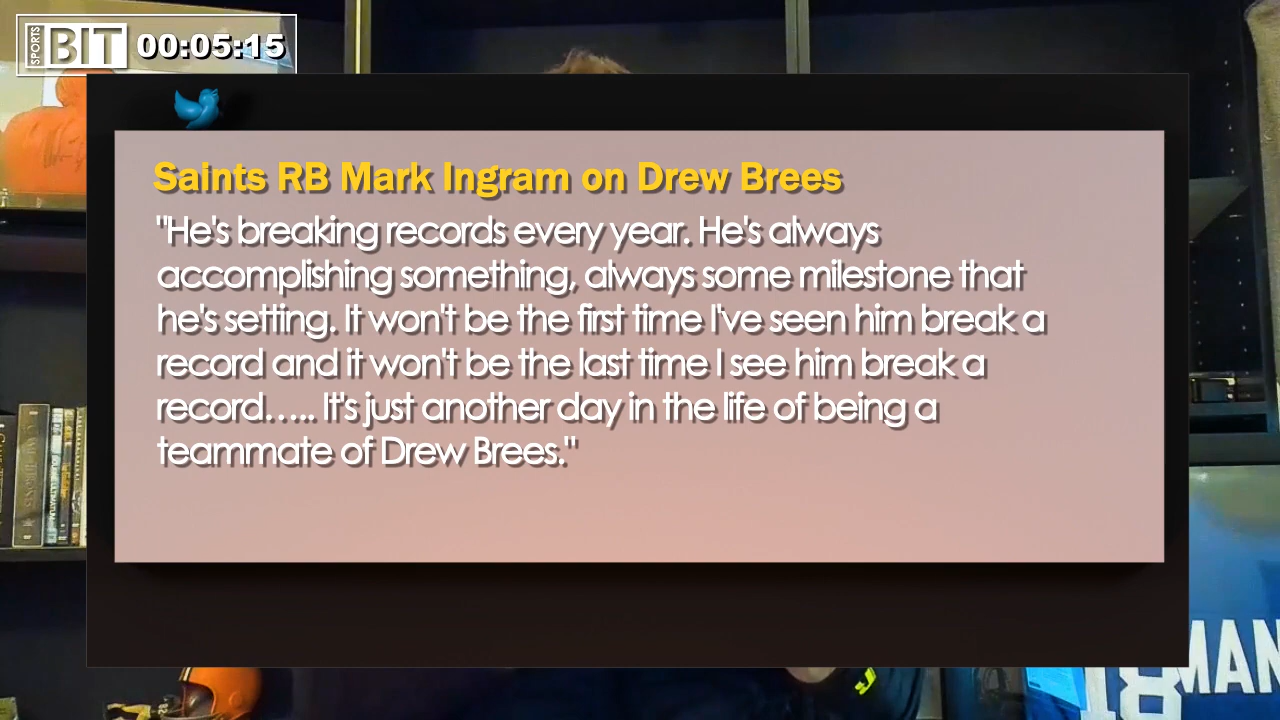 SPORTS BIT 00:05:15
Saints RB Mark Ingram on Drew Brees
"He's breaking records every year. He's always
accomplishing something, always some milestone that
he's setting. It won't be the first time I've seen him break a
record and it won't be the last time I see him break a
record..... It's just another day in the life of being a
teammate of Drew Brees."
18
MAN